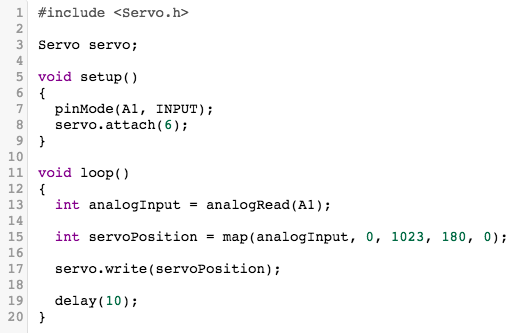 1 #include <Servo.h>
2
3 Servo servo;
4
5 void setup()
6 {
7   pinMode(A1, INPUT);
8   servo.attach(6);
9 }
10
11 void loop()
12 {
13   int analogInput = analogRead(A1);
14
15   int servoPosition = map(analogInput, 0, 1023, 180, 0);
16
17   servo.write(servoPosition);
18
19   delay(10);
20 }